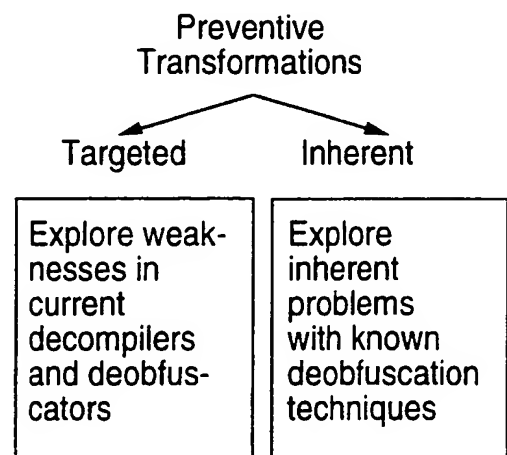 Preventive
Transformations
Targeted
Inherent
Explore weak-
nesses in
current
decompilers
and deobfus-
cators
Explore
inherent
problems
with known
deobfuscation
techniques